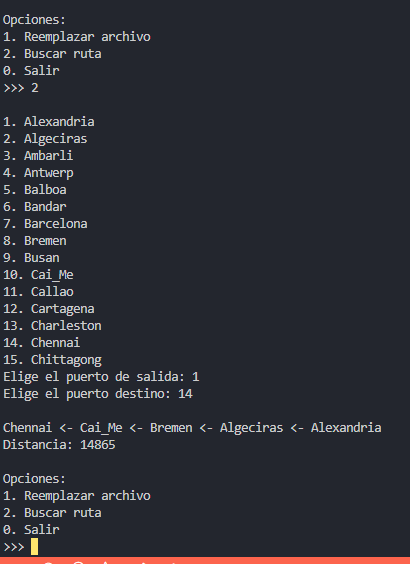 Opciones:
1. Reemplazar archivo
2. Buscar ruta
0. Salir
>>> 2
1. Alexandria
2. Algeciras
3. Ambarli
4. Antwerp
5. Balboa
6. Bandar
7. Barcelona
8. Bremen
9. Busan
10. Cai_Me
11. Callao
12. Cartagena
13. Charleston
14. Chennai
15. Chittagong
Elige el puerto de salida: 1
Elige el puerto destino: 14
Chennai <- Cai_Me <- Bremen <- Algeciras <- Alexandria
Distancia: 14865
Opciones:
1. Reemplazar archivo
2. Buscar ruta
0. Salir
>>>